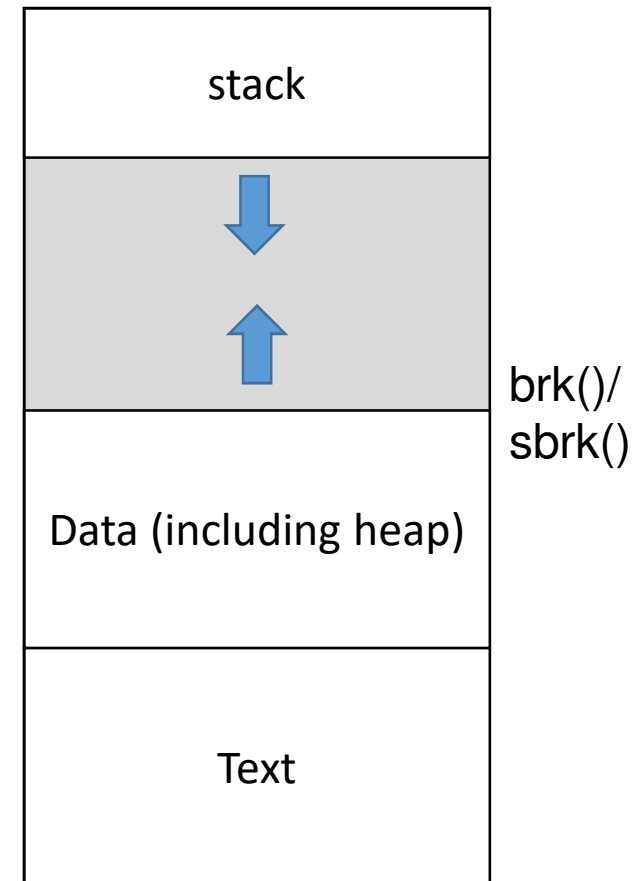 stack
brk()/
sbrk()
Data (including heap)
Text